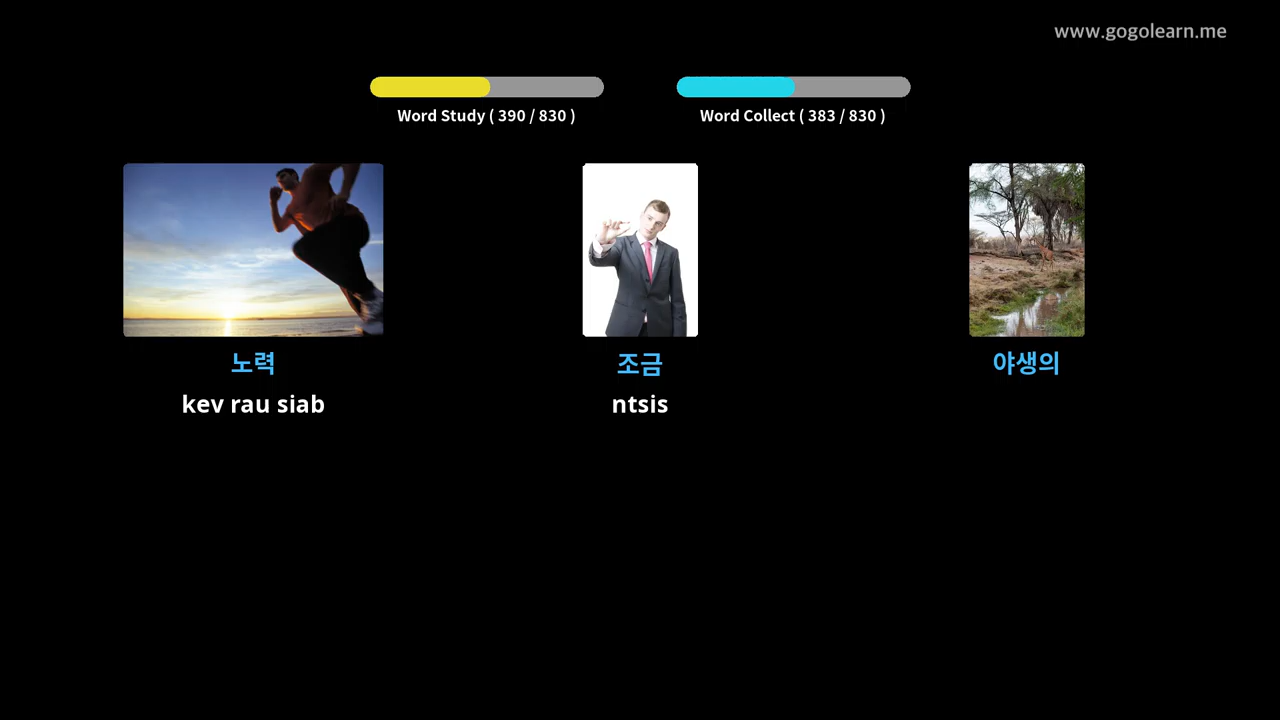 www.gogolearn.me
Word Study ( 390 / 830 )
Word Collect ( 383 / 830 )
노력
조금
야생의
kev rau siab
ntsis